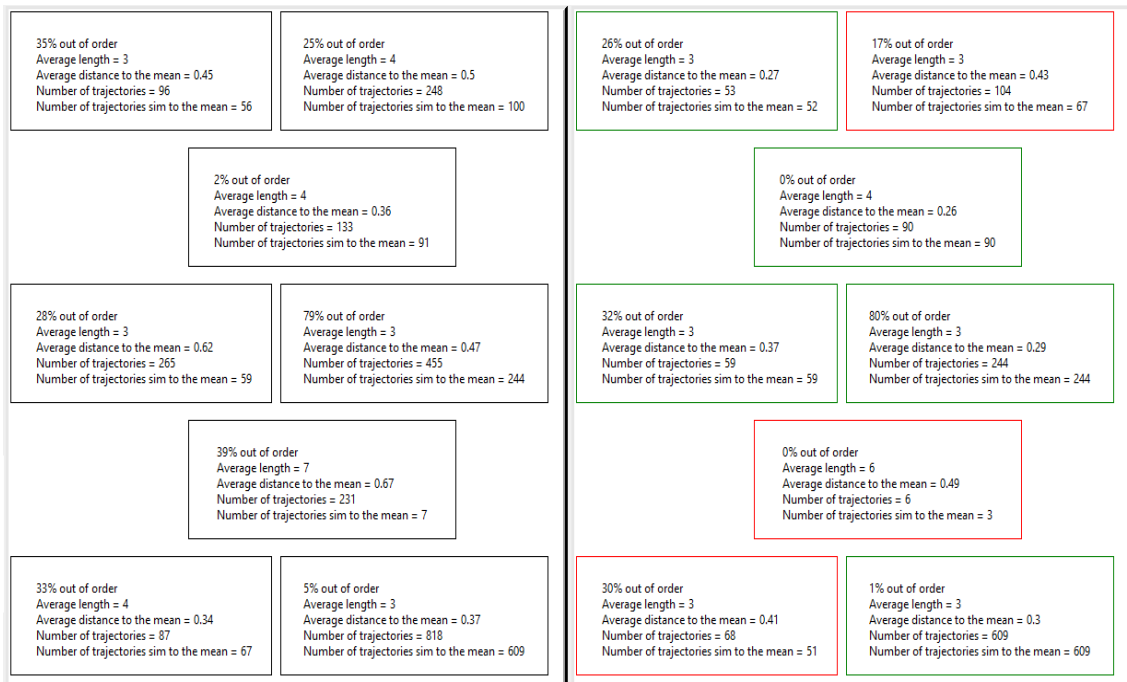 35% out of order
Average length = 3
Average distance to the mean = 0.45
Number of trajectories = 96
Number of trajectories sim to the mean = 56
25% out of order
Average length = 4
Average distance to the mean = 0.5
Number of trajectories = 248
Number of trajectories sim to the mean = 100
2% out of order
Average length = 4
Average distance to the mean = 0.36
Number of trajectories = 133
Number of trajectories sim to the mean = 91
28% out of order
Average length = 3
Average distance to the mean = 0.62
Number of trajectories = 265
Number of trajectories sim to the mean = 59
79% out of order
Average length = 3
Average distance to the mean = 0.47
Number of trajectories = 455
Number of trajectories sim to the mean = 244
39% out of order
Average length = 7
Average distance to the mean = 0.67
Number of trajectories = 231
Number of trajectories sim to the mean = 7
33% out of order
Average length = 4
Average distance to the mean = 0.34
Number of trajectories = 87
Number of trajectories sim to the mean = 67
5% out of order
Average length = 3
Average distance to the mean = 0.37
Number of trajectories = 818
Number of trajectories sim to the mean = 609
26% out of order
Average length = 3
Average distance to the mean = 0.27
Number of trajectories = 53
Number of trajectories sim to the mean = 52
17% out of order
Average length = 3
Average distance to the mean = 0.43
Number of trajectories = 104
Number of trajectories sim to the mean = 67
0% out of order
Average length = 4
Average distance to the mean = 0.26
Number of trajectories = 90
Number of trajectories sim to the mean = 90
32% out of order
Average length = 3
Average distance to the mean = 0.37
Number of trajectories = 59
Number of trajectories sim to the mean = 59
80% out of order
Average length = 3
Average distance to the mean = 0.29
Number of trajectories = 244
Number of trajectories sim to the mean = 244
0% out of order
Average length = 6
Average distance to the mean = 0.49
Number of trajectories = 6
Number of trajectories sim to the mean = 3
30% out of order
Average length = 3
Average distance to the mean = 0.41
Number of trajectories = 68
Number of trajectories sim to the mean = 51
1% out of order
Average length = 3
Average distance to the mean = 0.3
Number of trajectories = 609
Number of trajectories sim to the mean = 609